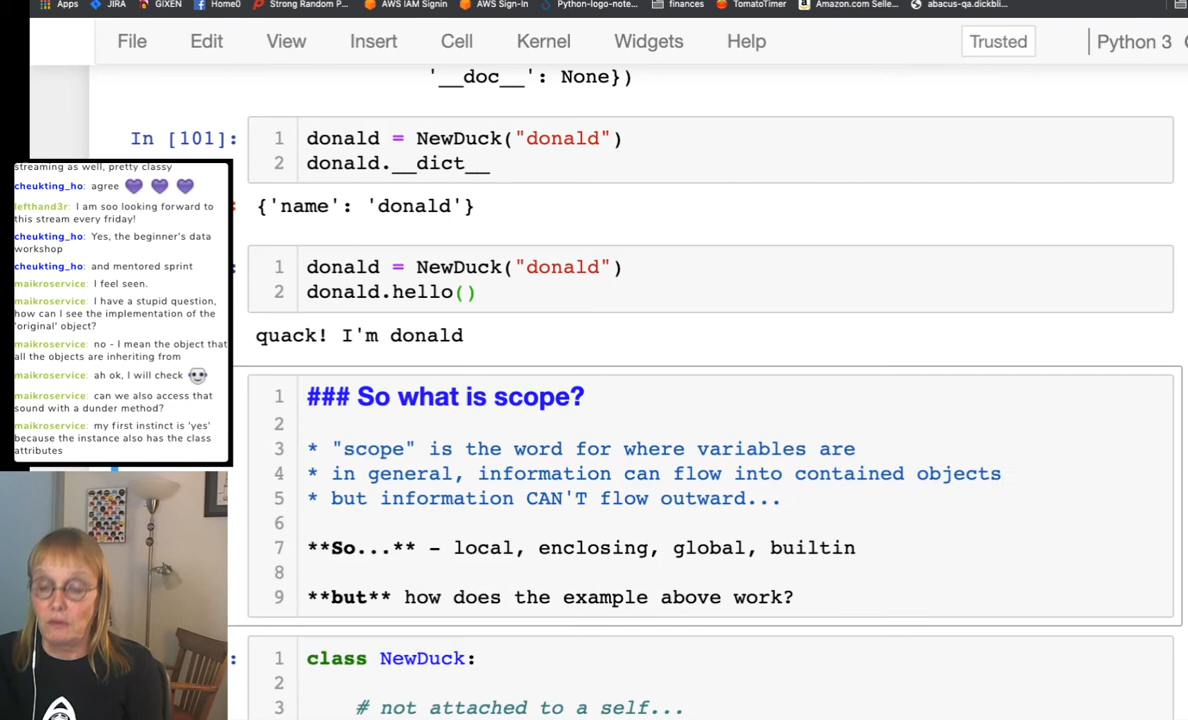 Apps JIRA GIXEN Home0 Strong Random P... AWS IAM Signin AWS Sign-In Python-logo-note... finances TomatoTimer Amazon.com Selle... abacus-qa.dickbli...
File Edit View Insert Cell Kernel Widgets Help Trusted Python 3
'__doc__': None})
In [101]:
1 donald = NewDuck("donald")
2 donald.__dict__
{'name': 'donald'}
1 donald = NewDuck("donald")
2 donald.hello()
quack! I'm donald
1 ### So what is scope?
2
3 * "scope" is the word for where variables are
4 * in general, information can flow into contained objects
5 * but information CAN'T flow outward...
6
7 **So...** - local, enclosing, global, builtin
8
9 **but** how does the example above work?
1 class NewDuck:
2
3 # not attached to a self...
streaming as well, pretty classy
cheukting_ho: agree
lefthand3r: I am soo looking forward to
this stream every friday!
cheukting_ho: Yes, the beginner's data
workshop
cheukting_ho: and mentored sprint
maikroservice: I feel seen.
maikroservice: I have a stupid question,
how can I see the implementation of the
'original' object?
maikroservice: no - I mean the object that
all the objects are inheriting from
maikroservice: ah ok, I will check
maikroservice: can we also access that
sound with a dunder method?
maikroservice: my first instinct is 'yes'
because the instance also has the class
attributes